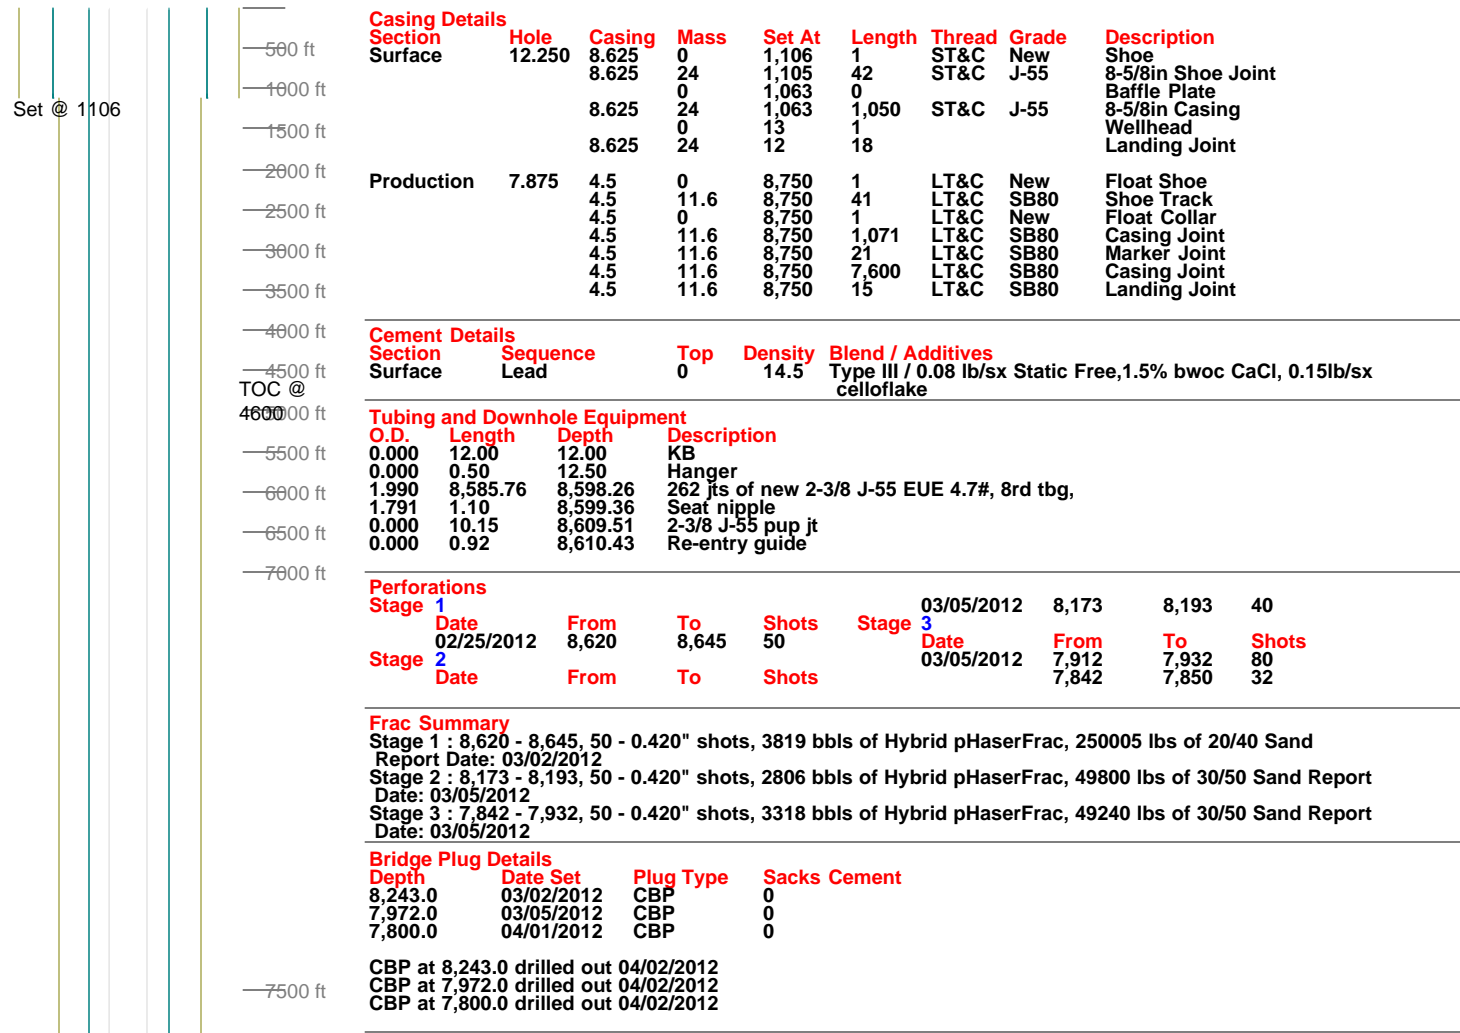 500 ft
1000 ft
Set @ 1106
1500 ft
2000 ft
2500 ft
3000 ft
3500 ft
4000 ft
4500 ft
TOC @
4600
5000 ft
5500 ft
6000 ft
6500 ft
7000 ft
7500 ft
Casing Details
Section Hole Casing Mass Set At Length Thread Grade Description
Surface 12.250 8.625 0 1,106 1 ST&C New Shoe
8.625 24 1,105 42 ST&C J-55 8-5/8in Shoe Joint
0 1,063 0 Baffle Plate
8.625 24 1,063 1,050 ST&C J-55 8-5/8in Casing
0 13 1 Wellhead
8.625 24 12 18 Landing Joint
Production 7.875 4.5 0 8,750 1 LT&C New Float Shoe
4.5 11.6 8,750 41 LT&C SB80 Shoe Track
4.5 0 8,750 1 LT&C New Float Collar
4.5 11.6 8,750 1,071 LT&C SB80 Casing Joint
4.5 11.6 8,750 21 LT&C SB80 Marker Joint
4.5 11.6 8,750 7,600 LT&C SB80 Casing Joint
4.5 11.6 8,750 15 LT&C SB80 Landing Joint
Cement Details
Section Sequence Top Density Blend / Additives
Surface Lead 0 14.5 Type III / 0.08 lb/sx Static Free,1.5% bwoc CaCl, 0.15lb/sx
celloflake
Tubing and Downhole Equipment
O.D. Length Depth Description
0.000 12.00 12.00 KB
0.000 0.50 12.50 Hanger
1.990 8,585.76 8,598.26 262 jts of new 2-3/8 J-55 EUE 4.7#, 8rd tbg,
1.791 1.10 8,599.36 Seat nipple
0.000 10.15 8,609.51 2-3/8 J-55 pup jt
0.000 0.92 8,610.43 Re-entry guide
Perforations
Stage 1
Date From To Shots
02/25/2012 8,620 8,645 50
Stage 2
Date From To Shots
03/05/2012 8,173 8,193 40
Stage 3
Date From To Shots
03/05/2012 7,912 7,932 80
7,842 7,850 32
Frac Summary
Stage 1 : 8,620 - 8,645, 50 - 0.420" shots, 3819 bbls of Hybrid pHaserFrac, 250005 lbs of 20/40 Sand
Report Date: 03/02/2012
Stage 2 : 8,173 - 8,193, 50 - 0.420" shots, 2806 bbls of Hybrid pHaserFrac, 49800 lbs of 30/50 Sand Report
Date: 03/05/2012
Stage 3 : 7,842 - 7,932, 50 - 0.420" shots, 3318 bbls of Hybrid pHaserFrac, 49240 lbs of 30/50 Sand Report
Date: 03/05/2012
Bridge Plug Details
Depth Date Set Plug Type Sacks Cement
8,243.0 03/02/2012 CBP 0
7,972.0 03/05/2012 CBP 0
7,800.0 04/01/2012 CBP 0
CBP at 8,243.0 drilled out 04/02/2012
CBP at 7,972.0 drilled out 04/02/2012
CBP at 7,800.0 drilled out 04/02/2012